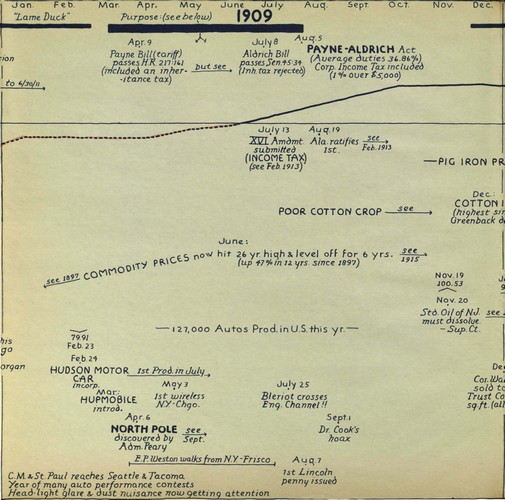 Jan. Feb. Mar. Apr. May June July Aug. Sept. Oct. Nov. Dec.
"Lame Duck" Purpose: (see below) 1909
Apr. 9
Payne Bill (tariff)
passes H.R. 217:161
(included an inher-
itance tax)
but see
July 8
Aldrich Bill
passes Sen. 45:34
(Inh. tax rejected)
Aug. 5
PAYNE-ALDRICH Act
(Average duties 36.86%)
Corp. Income Tax included
(1% over $5,000)
to 6/30/11
July 13
XVI Amdmt.
submitted
(INCOME TAX)
(see Feb. 1913)
Aug. 19
Ala. ratifies
1st.
see
Feb. 1913
PIG IRON PR
Dec:
COTTON
(highest sin
Greenback d
POOR COTTON CROP see
June:
see 1897 COMMODITY PRICES now hit 26 yr. high & level off for 6 yrs. see
1915
(up 47% in 12 yrs. since 1897)
Nov. 19
100.53
Nov. 20
Std. Oil of N.J.
must dissolve
- Sup. Ct.
see
127,000 Autos Prod. in U.S. this yr.
79.91
Feb. 23
his
go
organ
Feb. 24
HUDSON MOTOR
CAR
incorp.
1st Prod. in July
Mar:
HUPMOBILE
introd.
May 3
1st wireless
N.Y.-Chgo.
July 25
Bleriot crosses
Eng. Channel!!
De
Cor. Wa
sold t
Trust Co
sq. ft. (al
Apr. 6
NORTH POLE
discovered by
Adm. Peary
see
Sept.
Sept. 1
Dr. Cook's
hoax
E.P. Weston walks from N.Y.-Frisco
Aug. 7
1st Lincoln
penny issued
C.M. & St. Paul reaches Seattle & Tacoma
Year of many auto performance contests
Head-light glare & dust nuisance now getting attention